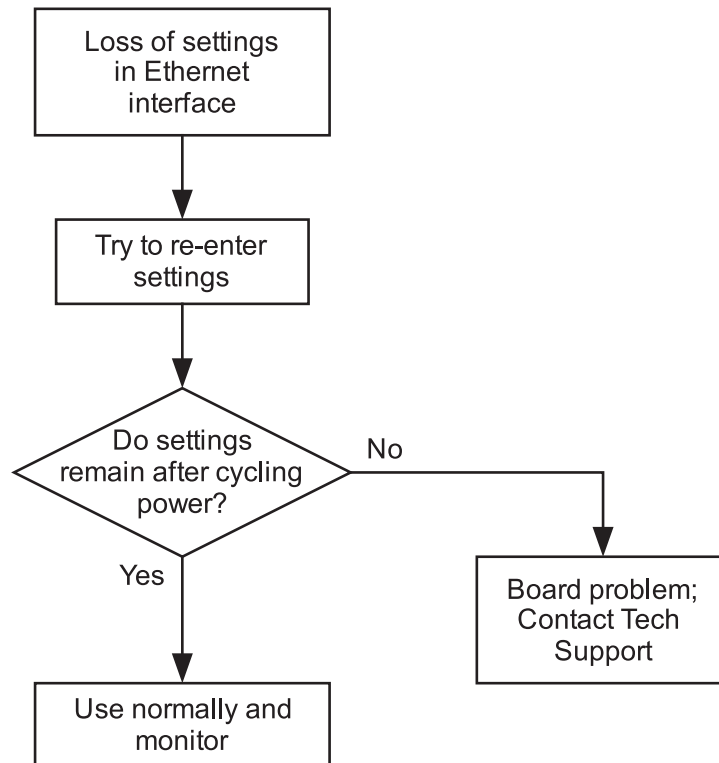 Loss of settings
in Ethernet
interface
Try to re-enter
settings
Do settings
remain after cycling
power?
No
Yes
Board problem;
Contact Tech
Support
Use normally and
monitor